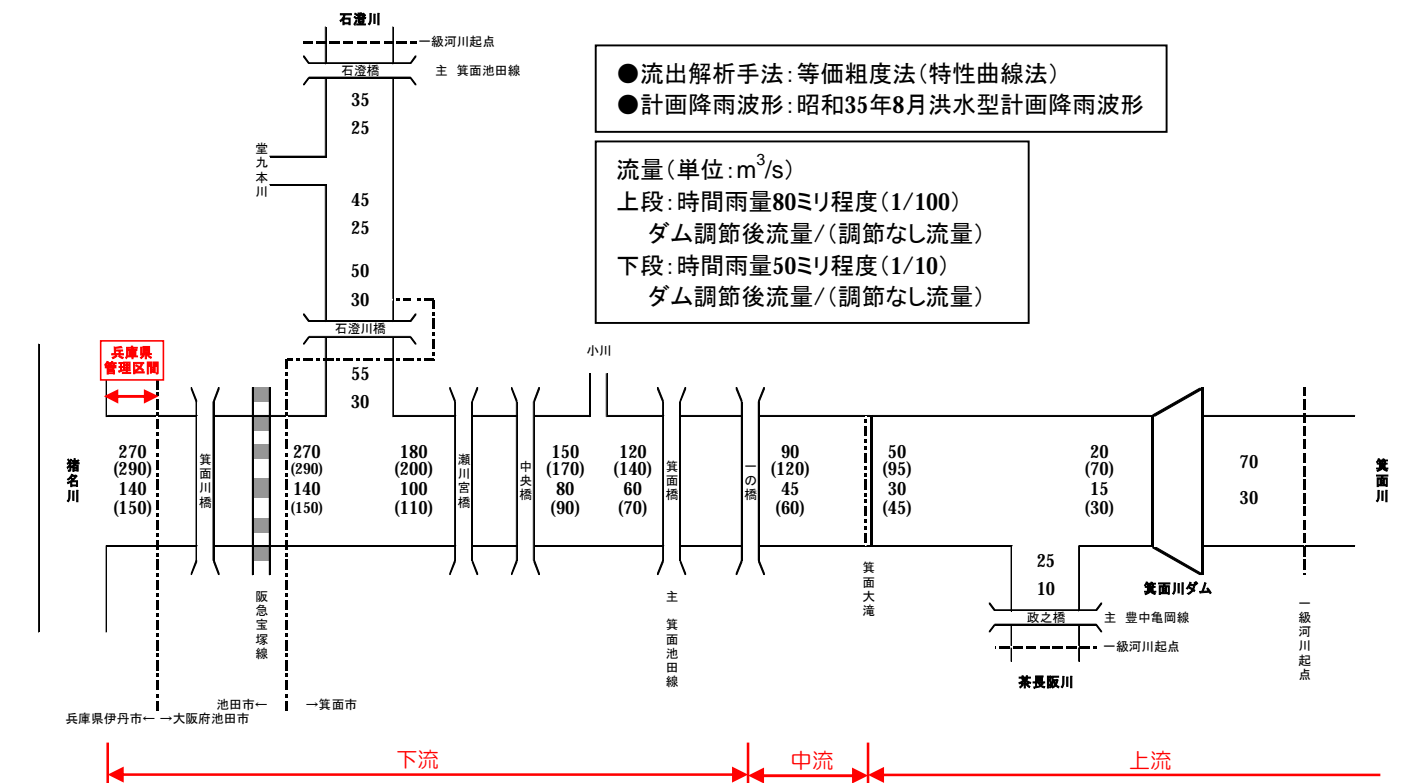 石澄川
一級河川起点
石澄橋
主 箕面池田線
35
25
堂九本川
45
25
50
30
石澄川橋
55
30
●流出解析手法：等価粗度法（特性曲線法）
●計画降雨波形：昭和35年8月洪水型計画降雨波形
流量（単位：m³/s）
上段：時間雨量80ミリ程度（1/100）
ダム調節後流量/（調節なし流量）
下段：時間雨量50ミリ程度（1/10）
ダム調節後流量/（調節なし流量）
兵庫県
管理区間
小川
猪名川
270
(290)
140
(150)
箕面川橋
270
(290)
140
(150)
180
(200)
100
(110)
瀬川宮橋
中央橋
150
(170)
80
(90)
120
(140)
60
(70)
箕面橋
一の橋
90
(120)
45
(60)
50
(95)
30
(45)
20
(70)
15
(30)
70
30
箕面川
阪急宝塚線
主 箕面池田線
箕面大滝
25
10
政之橋
主 豊中亀岡線
一級河川起点
茶長阪川
箕面川ダム
一級河川起点
池田市← →箕面市
兵庫県伊丹市← →大阪府池田市
下流
中流
上流